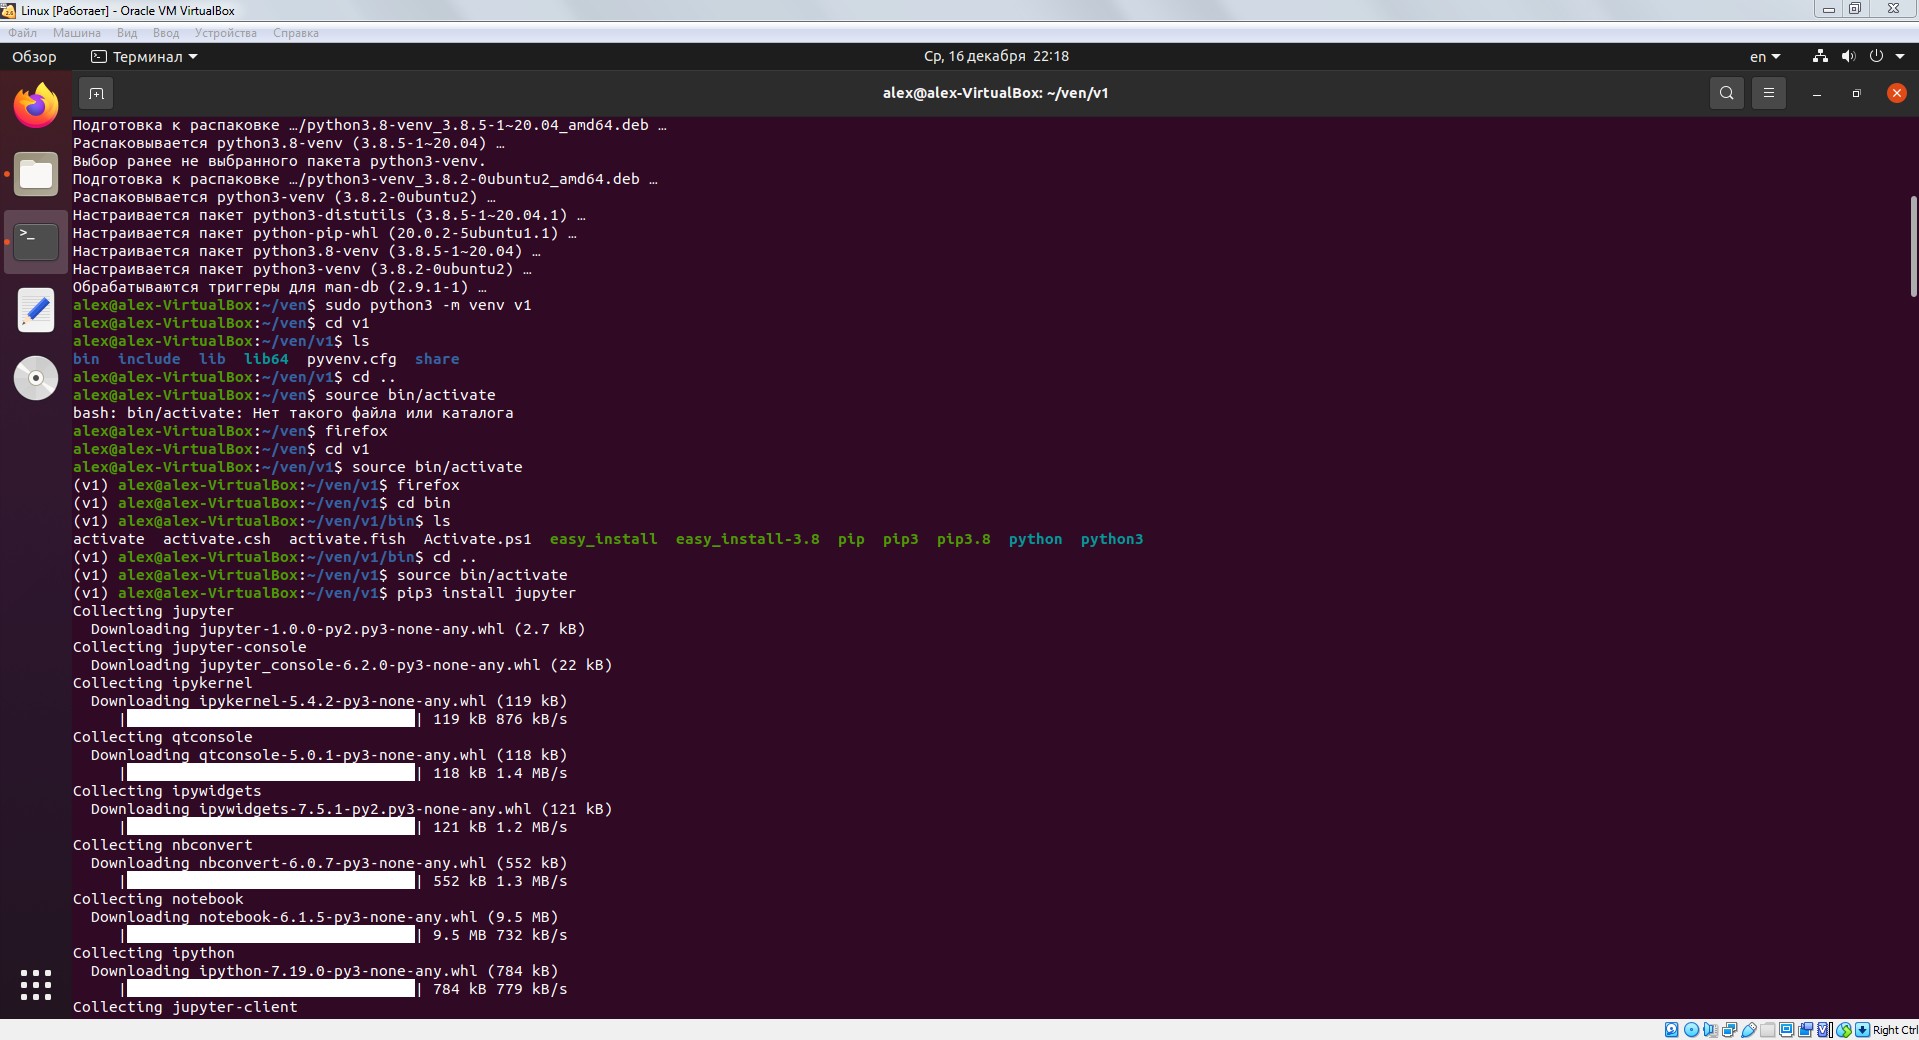 Linux [Работает] - Oracle VM VirtualBox
Файл Машина Вид Ввод Устройства Справка
Обзор Терминал Ср, 16 декабря 22:18 en
alex@alex-VirtualBox: ~/ven/v1
Подготовка к распаковке …/python3.8-venv_3.8.5-1~20.04_amd64.deb …
Распаковывается python3.8-venv (3.8.5-1~20.04) …
Выбор ранее не выбранного пакета python3-venv.
Подготовка к распаковке …/python3-venv_3.8.2-0ubuntu2_amd64.deb …
Распаковывается python3-venv (3.8.2-0ubuntu2) …
Настраивается пакет python3-distutils (3.8.5-1~20.04.1) …
Настраивается пакет python-pip-whl (20.0.2-5ubuntu1.1) …
Настраивается пакет python3.8-venv (3.8.5-1~20.04) …
Настраивается пакет python3-venv (3.8.2-0ubuntu2) …
Обрабатываются триггеры для man-db (2.9.1-1) …
alex@alex-VirtualBox:~/ven$ sudo python3 -m venv v1
alex@alex-VirtualBox:~/ven$ cd v1
alex@alex-VirtualBox:~/ven/v1$ ls
bin include lib lib64 pyvenv.cfg share
alex@alex-VirtualBox:~/ven/v1$ cd ..
alex@alex-VirtualBox:~/ven$ source bin/activate
bash: bin/activate: Нет такого файла или каталога
alex@alex-VirtualBox:~/ven$ firefox
alex@alex-VirtualBox:~/ven$ cd v1
alex@alex-VirtualBox:~/ven/v1$ source bin/activate
(v1) alex@alex-VirtualBox:~/ven/v1$ firefox
(v1) alex@alex-VirtualBox:~/ven/v1$ cd bin
(v1) alex@alex-VirtualBox:~/ven/v1/bin$ ls
activate activate.csh activate.fish Activate.ps1 easy_install easy_install-3.8 pip pip3 pip3.8 python python3
(v1) alex@alex-VirtualBox:~/ven/v1/bin$ cd ..
(v1) alex@alex-VirtualBox:~/ven/v1$ source bin/activate
(v1) alex@alex-VirtualBox:~/ven/v1$ pip3 install jupyter
Collecting jupyter
Downloading jupyter-1.0.0-py2.py3-none-any.whl (2.7 kB)
Collecting jupyter-console
Downloading jupyter_console-6.2.0-py3-none-any.whl (22 kB)
Collecting ipykernel
Downloading ipykernel-5.4.2-py3-none-any.whl (119 kB)
| | 119 kB 876 kB/s
Collecting qtconsole
Downloading qtconsole-5.0.1-py3-none-any.whl (118 kB)
| | 118 kB 1.4 MB/s
Collecting ipywidgets
Downloading ipywidgets-7.5.1-py2.py3-none-any.whl (121 kB)
| | 121 kB 1.2 MB/s
Collecting nbconvert
Downloading nbconvert-6.0.7-py3-none-any.whl (552 kB)
| | 552 kB 1.3 MB/s
Collecting notebook
Downloading notebook-6.1.5-py3-none-any.whl (9.5 MB)
| | 9.5 MB 732 kB/s
Collecting ipython
Downloading ipython-7.19.0-py3-none-any.whl (784 kB)
| | 784 kB 779 kB/s
Collecting jupyter-client
Right Ctrl